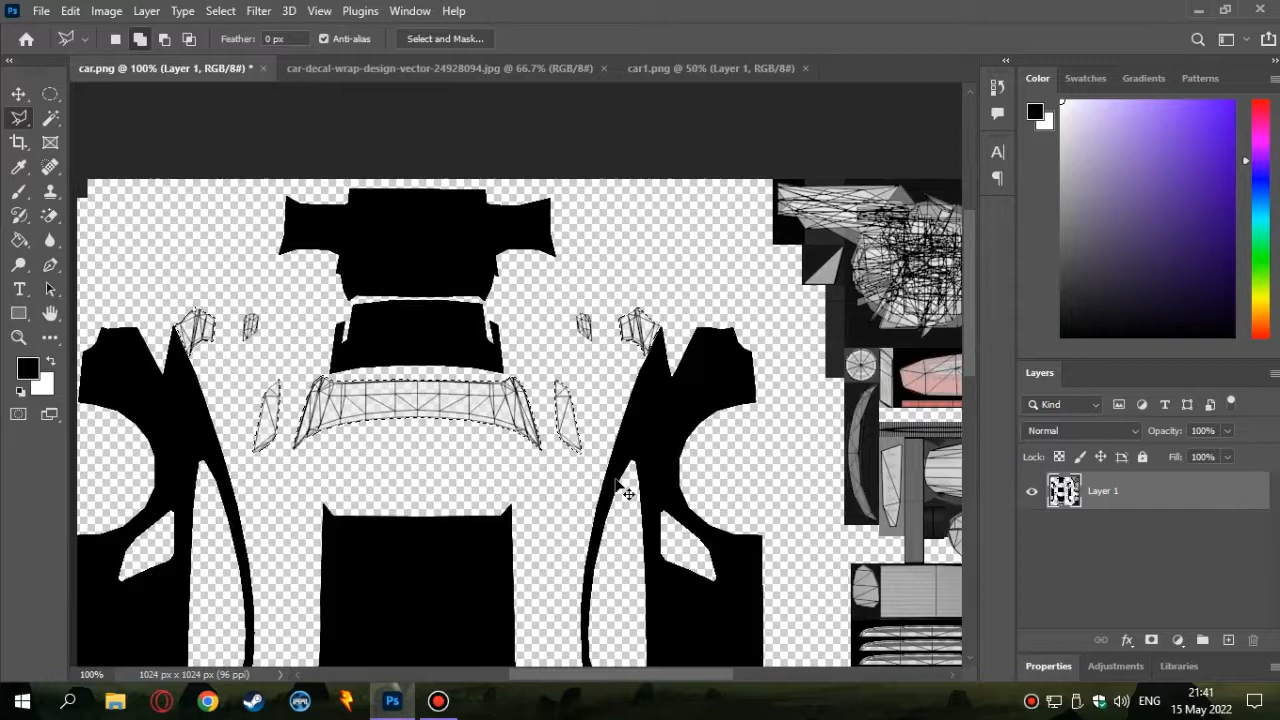 Ps File Edit Image Layer Type Select Filter 3D View Plugins Window Help
Feather: 0 px Anti-alias Select and Mask...
car.png @ 100% (Layer 1, RGB/8#) * × car-decal-wrap-design-vector-24928094.jpg @ 66.7% (RGB/8#) × car1.png @ 50% (Layer 1, RGB/8#) ×
Color Swatches Gradients Patterns
Layers
Kind
Normal Opacity: 100%
Lock: Fill: 100%
Layer 1
100% 1024 px x 1024 px (96 ppi)
Properties Adjustments Libraries
Ps ENG 21:41
15 May 2022